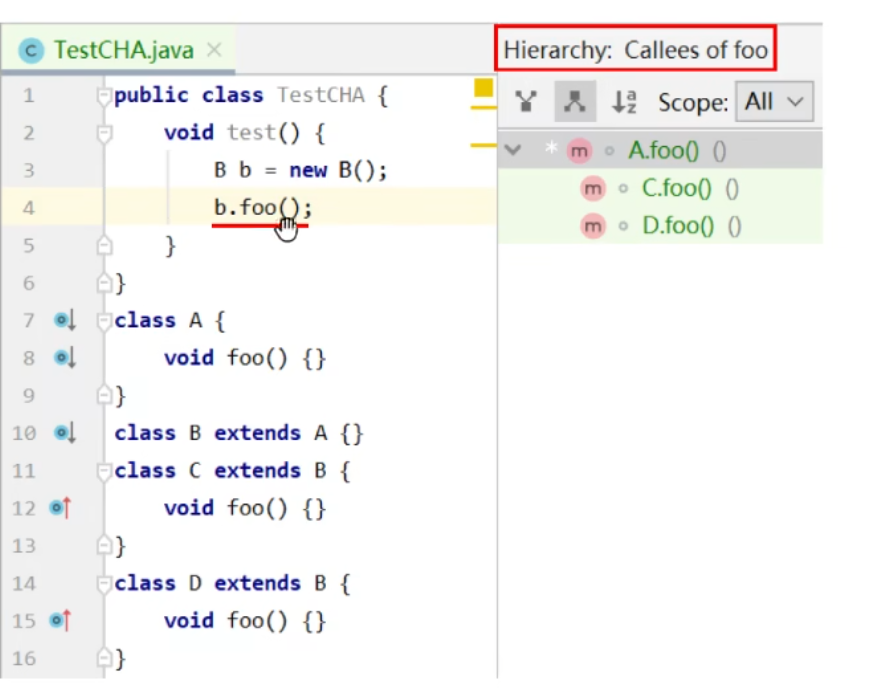 TestCHA.java
Hierarchy: Callees of foo
Scope: All
1 public class TestCHA {
2 void test() {
3 B b = new B();
4 b.foo();
5 }
6 }
7 class A {
8 void foo() {}
9 }
10 class B extends A {}
11 class C extends B {
12 void foo() {}
13 }
14 class D extends B {
15 void foo() {}
16 }
m A.foo() ()
m C.foo() ()
m D.foo() ()